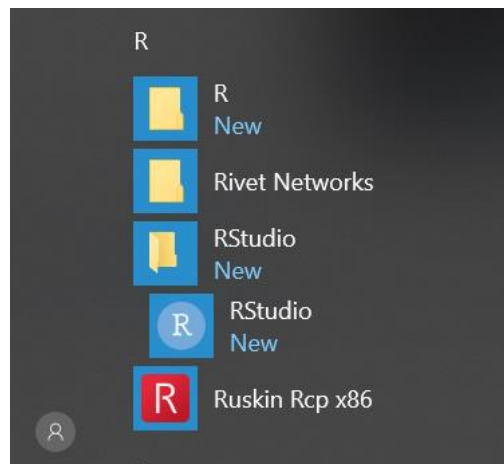 R
R
New
Rivet Networks
RStudio
New
R
RStudio
New
R
Ruskin Rcp x86